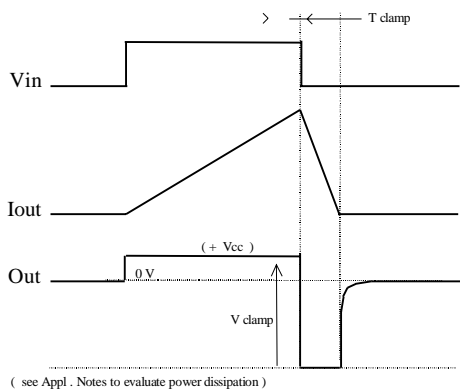 T clamp
Vin
Iout
( + Vcc )
Out
0 V
V clamp
( see Appl . Notes to evaluate power dissipation )